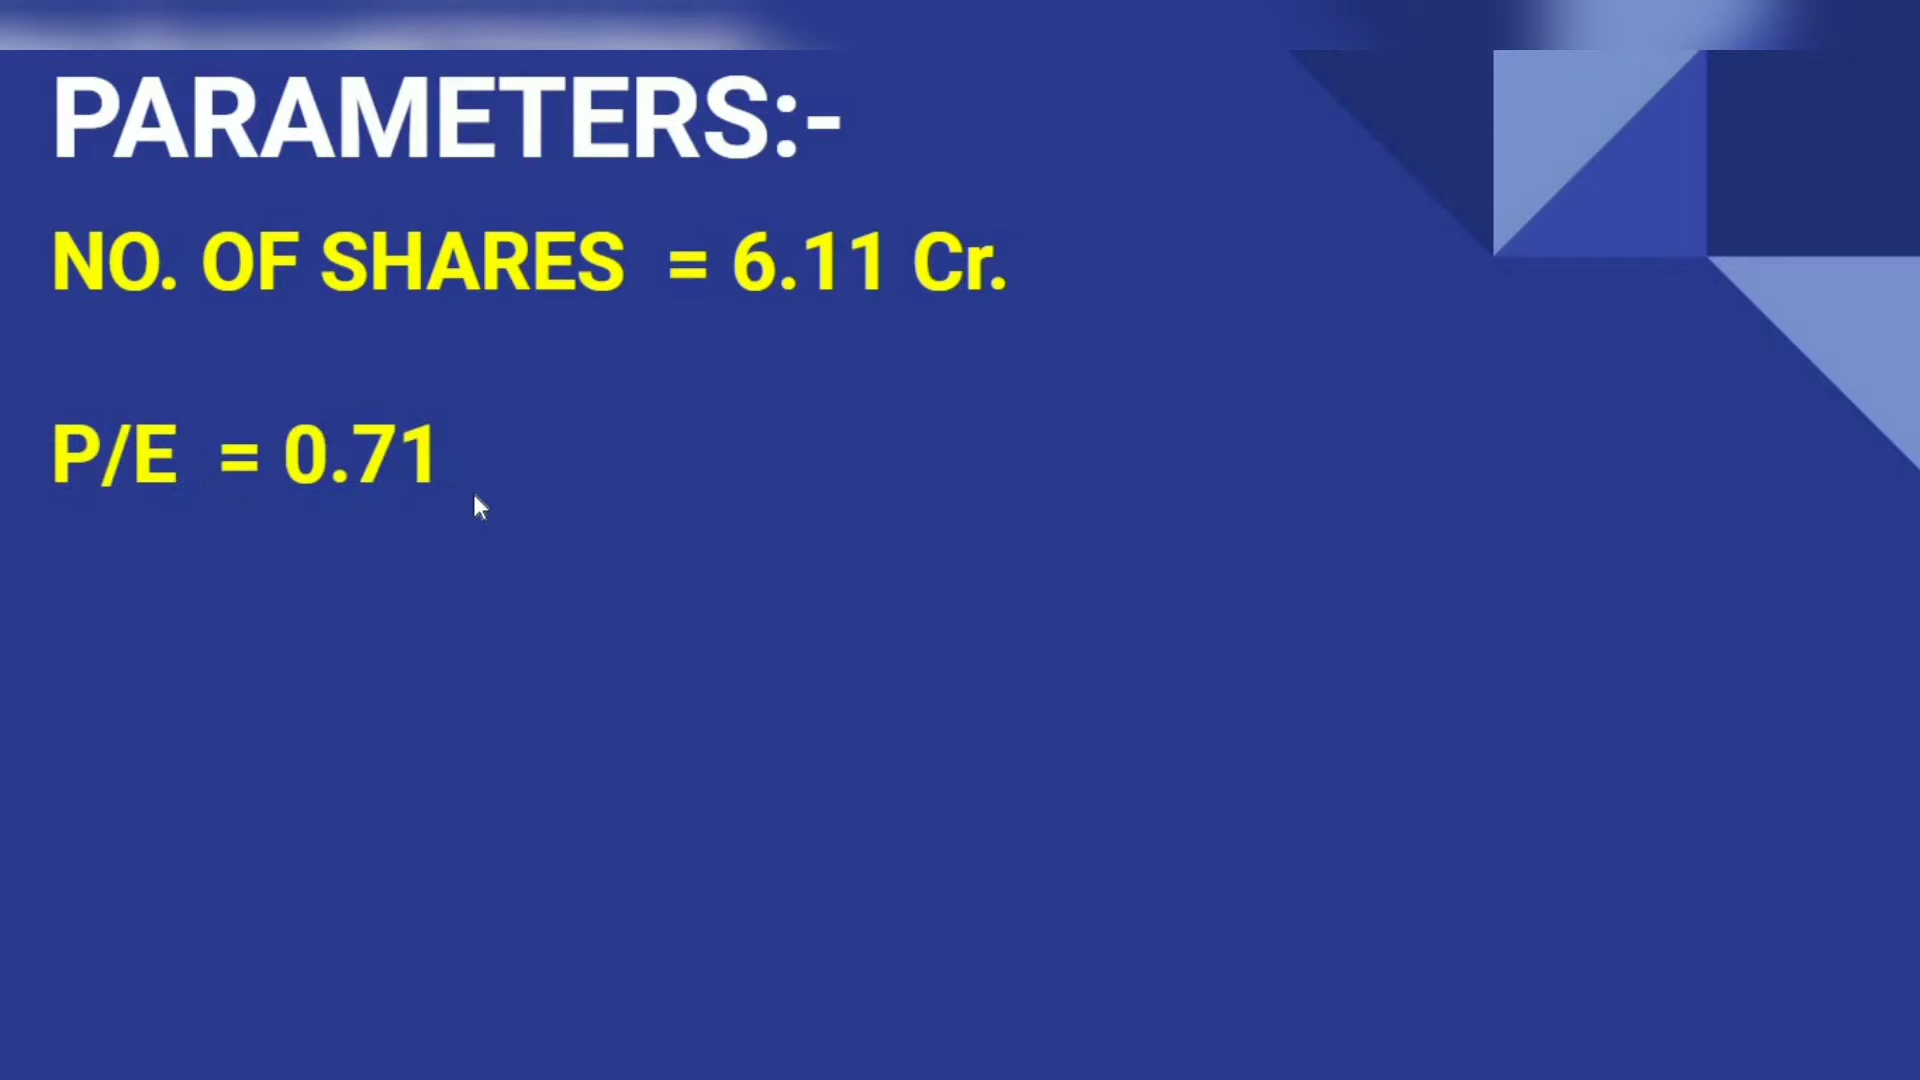 PARAMETERS:-
NO. OF SHARES = 6.11 Cr.
P/E = 0.71